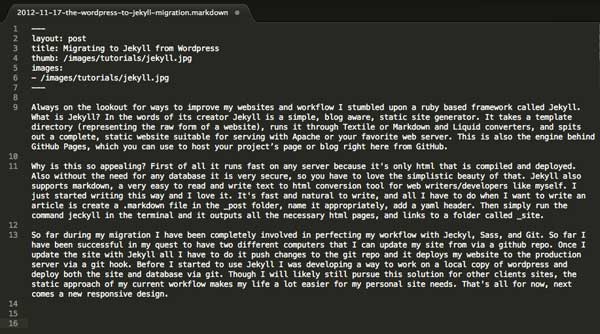 2012-11-17-the-wordpress-to-jekyll-migration.markdown
1 ---
2 layout: post
3 title: Migrating to Jekyll from Wordpress
4 thumb: /images/tutorials/jekyll.jpg
5 images:
6 - /images/tutorials/jekyll.jpg
7 ---
8
9 Always on the lookout for ways to improve my websites and workflow I stumbled upon a ruby based framework called Jekyll.
What is Jekyll? In the words of its creator Jekyll is a simple, blog aware, static site generator. It takes a template
directory (representing the raw form of a website), runs it through Textile or Markdown and Liquid converters, and spits
out a complete, static website suitable for serving with Apache or your favorite web server. This is also the engine behind
GitHub Pages, which you can use to host your project's page or blog right here from GitHub.
10
11 Why is this so appealing? First of all it runs fast on any server because it's only html that is compiled and deployed.
Also without the need for any database it is very secure, so you have to love the simplistic beauty of that. Jekyll also
supports markdown, a very easy to read and write text to html conversion tool for web writers/developers like myself. I
just started writing this way and I love it. It's fast and natural to write, and all I have to do when I want to write an
article is create a .markdown file in the _post folder, name it appropriately, add a yaml header. Then simply run the
command jeckyll in the terminal and it outputs all the necessary html pages, and links to a folder called _site.
12
13 So far during my migration I have been completely involved in perfecting my workflow with Jeckyl, Sass, and Git. So far I
have been successful in my quest to have two different computers that I can update my site from via a github repo. Once I
update the site with Jekyll all I have to do it push changes to the git repo and it deploys my website to the production
server via a git hook. Before I started to use Jekyll I was developing a way to work on a local copy of wordpress and
deploy both the site and database via git. Though I will likely still pursue this solution for other clients sites, the
static approach of my current workflow makes my life a lot easier for my personal site needs. That's all for now, next
comes a new responsive design.
14
15
16